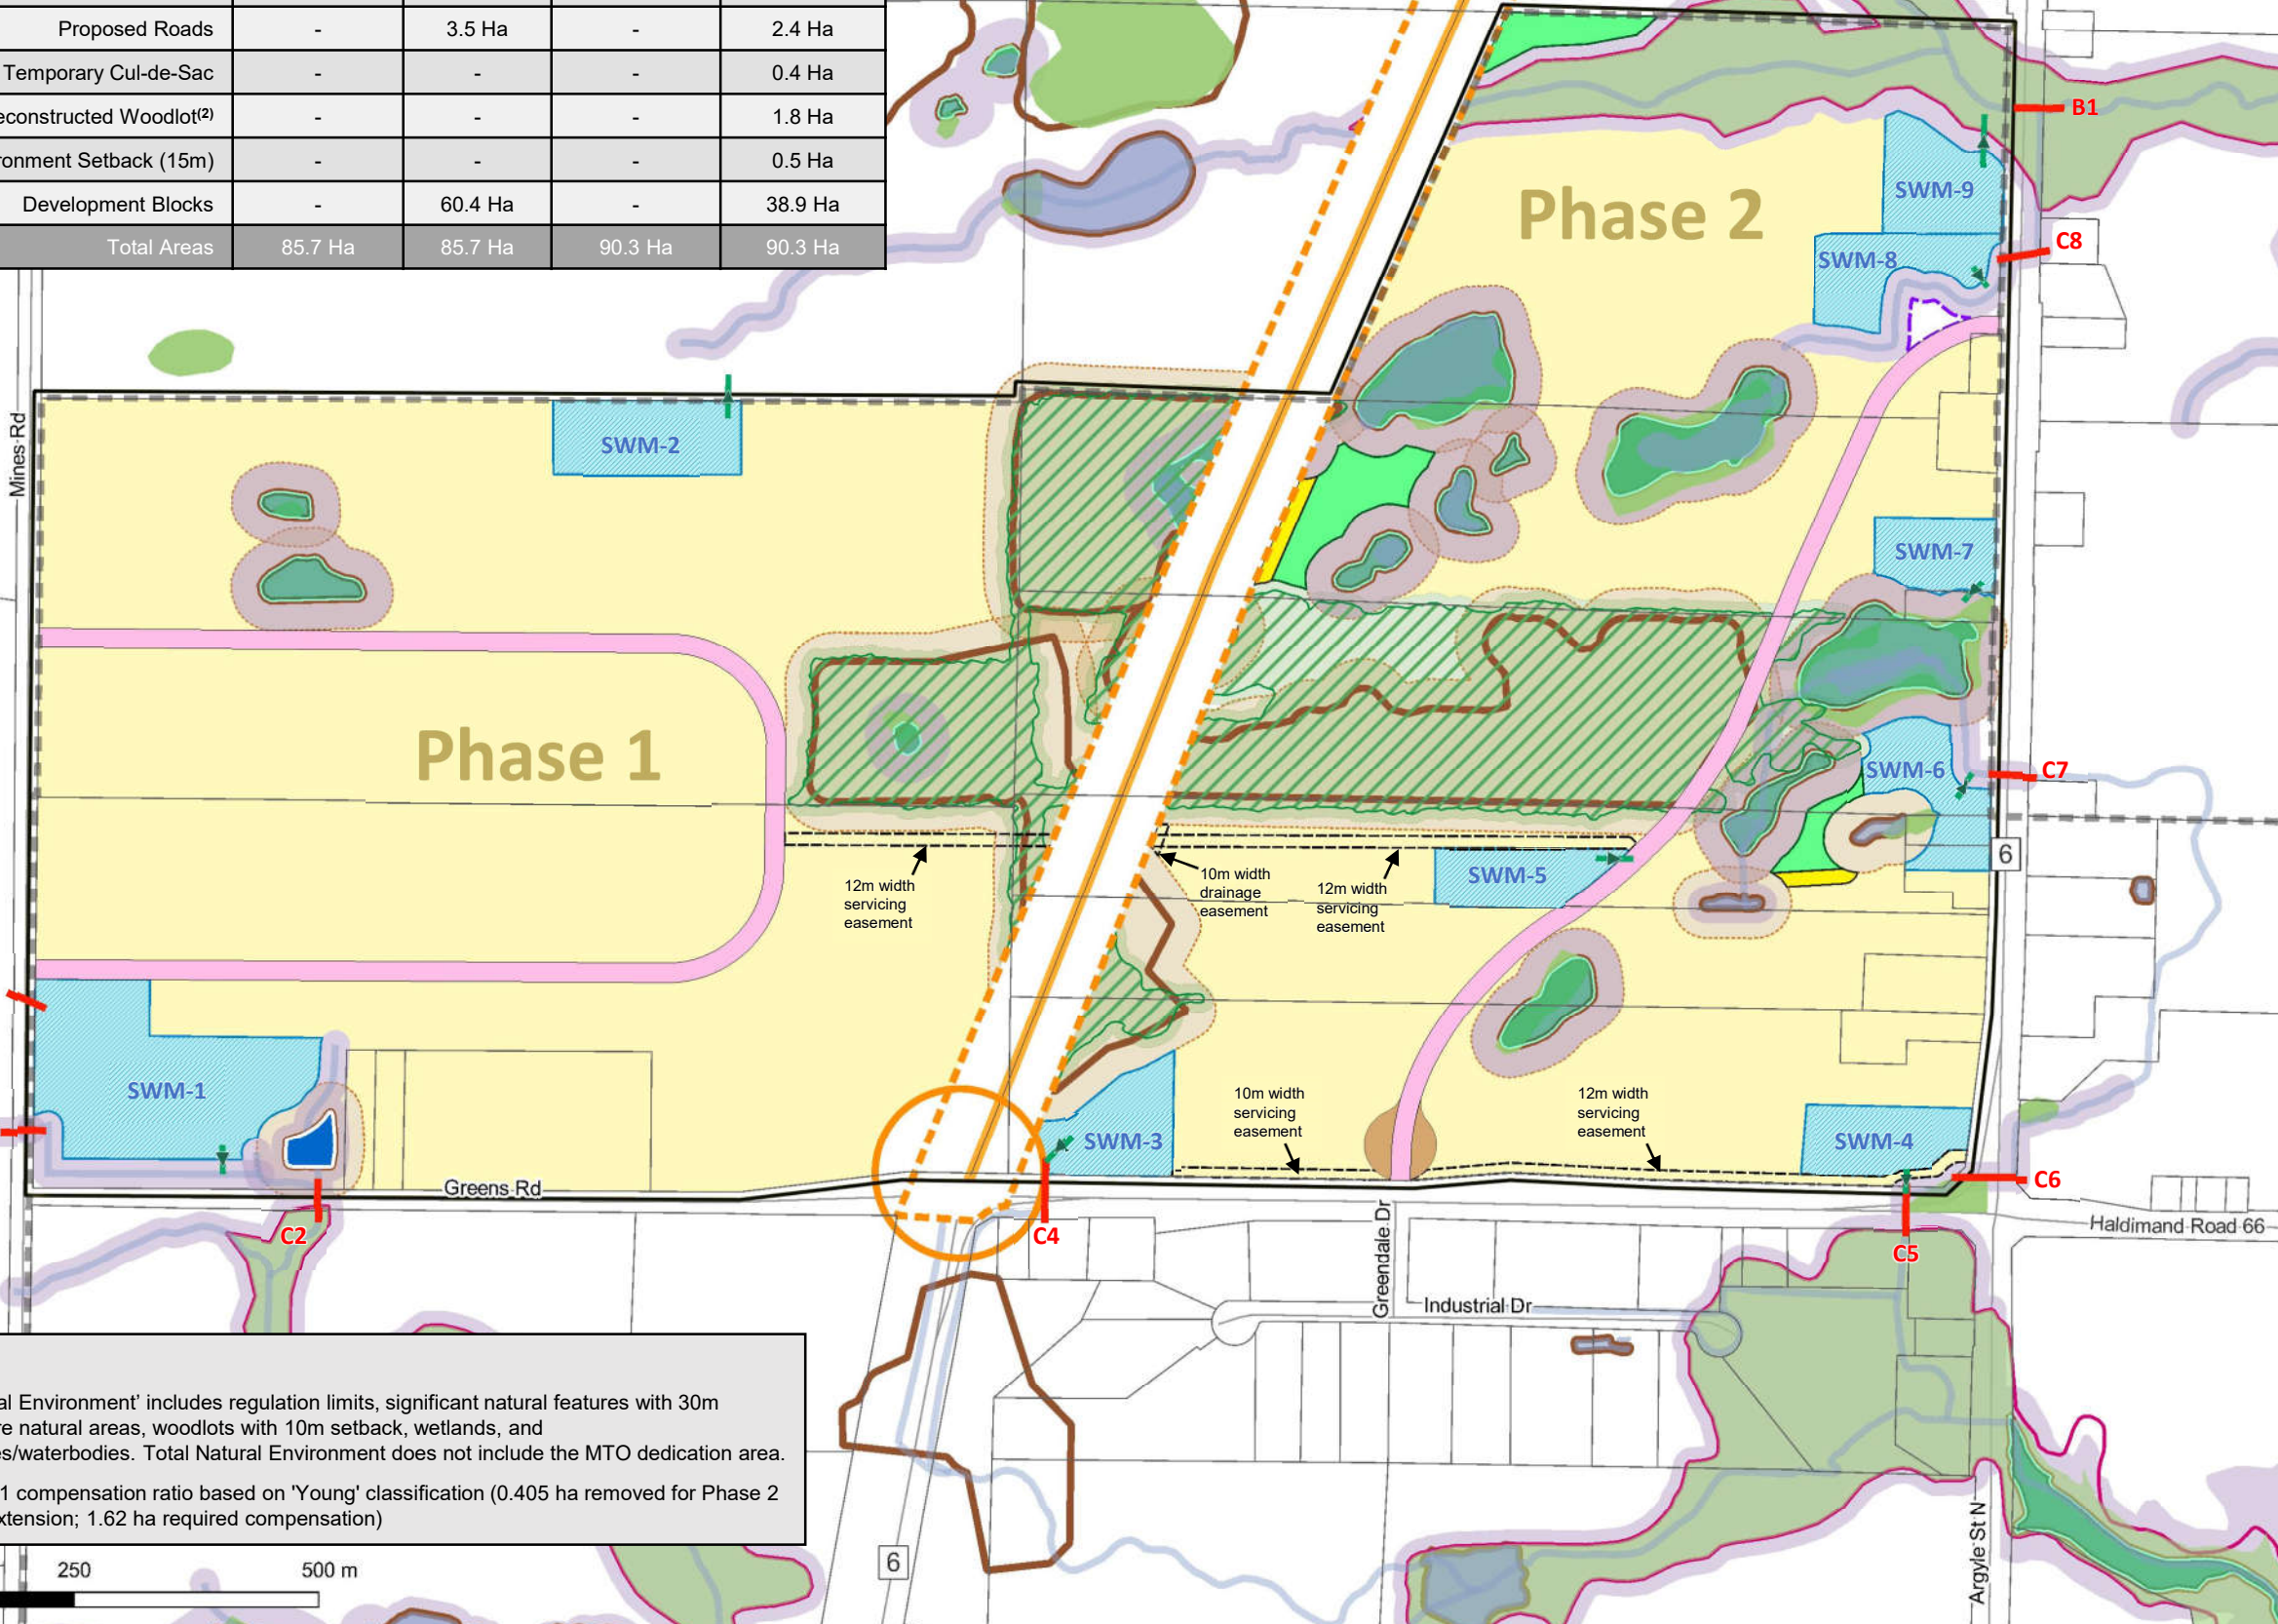 Proposed Roads - 3.5 Ha - 2.4 Ha
Temporary Cul-de-Sac - - - 0.4 Ha
econstructed Woodlot(2) - - - 1.8 Ha
ronment Setback (15m) - - - 0.5 Ha
Development Blocks - 60.4 Ha - 38.9 Ha
Total Areas 85.7 Ha 85.7 Ha 90.3 Ha 90.3 Ha
B1
SWM-9
Phase 2
C8
SWM-8
Mines Rd
SWM-2
SWM-7
Phase 1
SWM-6
C7
6
12m width
servicing
easement
10m width
drainage
easement
12m width
servicing
easement
SWM-5
SWM-1
10m width
servicing
easement
12m width
servicing
easement
SWM-3
SWM-4
Greens Rd
C6
C2
C4
C5
Haldimand Road 66
Greendale Dr
Industrial Dr
al Environment' includes regulation limits, significant natural features with 30m
re natural areas, woodlots with 10m setback, wetlands, and
es/waterbodies. Total Natural Environment does not include the MTO dedication area.
1 compensation ratio based on 'Young' classification (0.405 ha removed for Phase 2
xtension; 1.62 ha required compensation)
6
Argyle St N
250 500 m